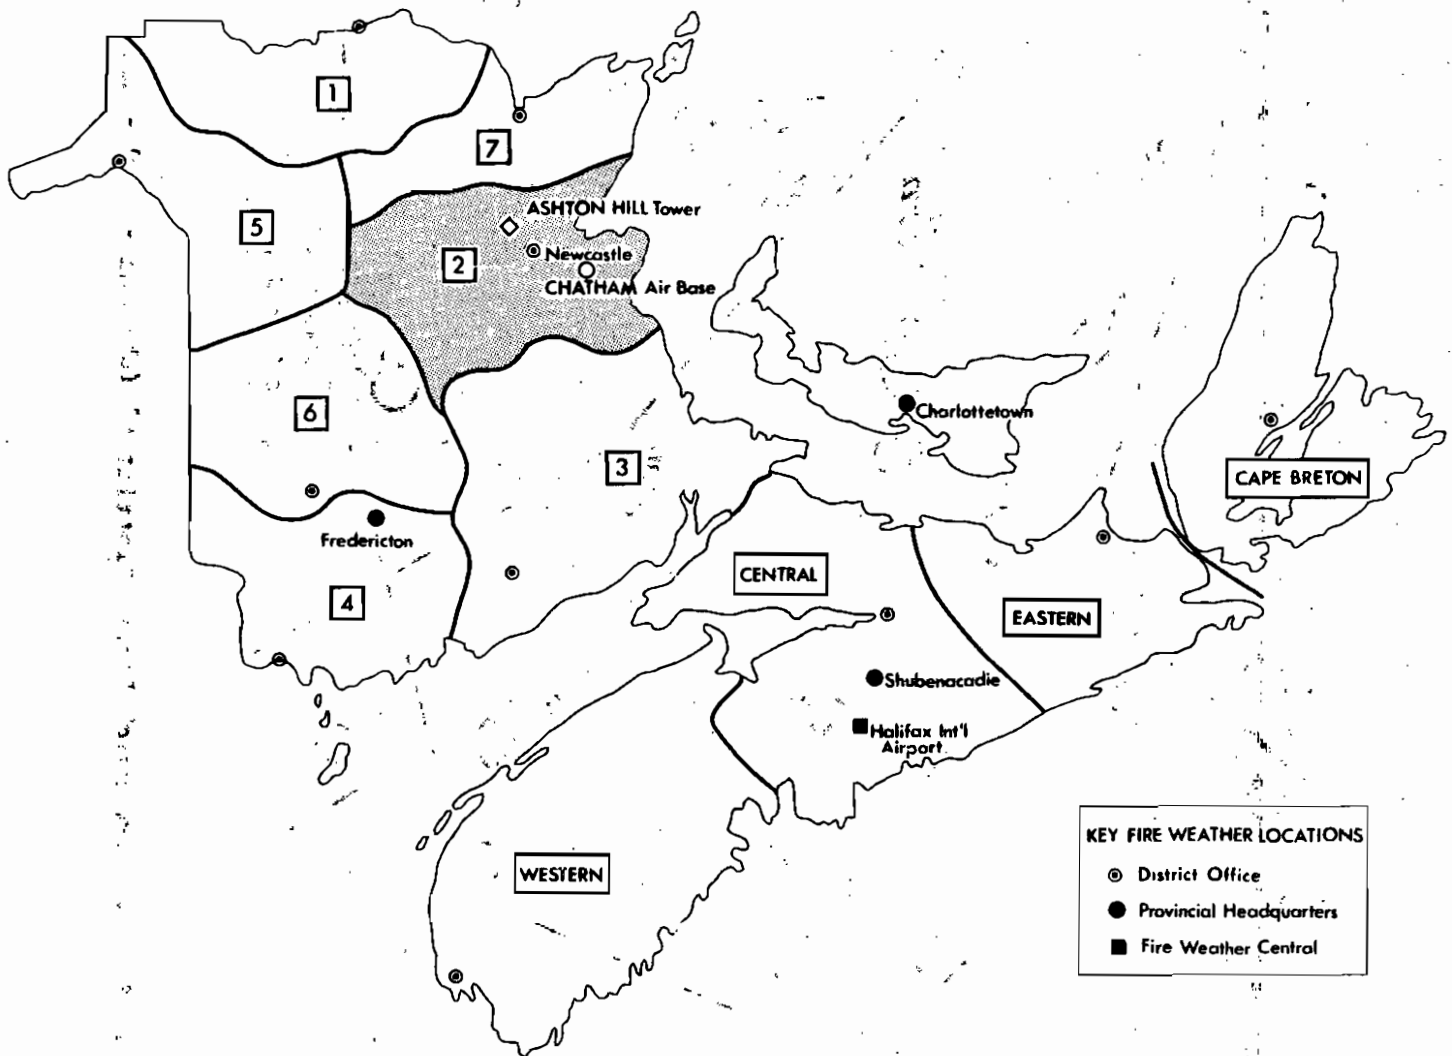 1
7
5
ASHTON HILL Tower
2
Newcastle
CHATHAM Air Base
6
Charlottetown
3
CAPE BRETON
Fredericton
CENTRAL
4
EASTERN
Shubenacadie
Halifax Int'l
Airport
WESTERN
KEY FIRE WEATHER LOCATIONS
District Office
Provincial Headquarters
Fire Weather Central